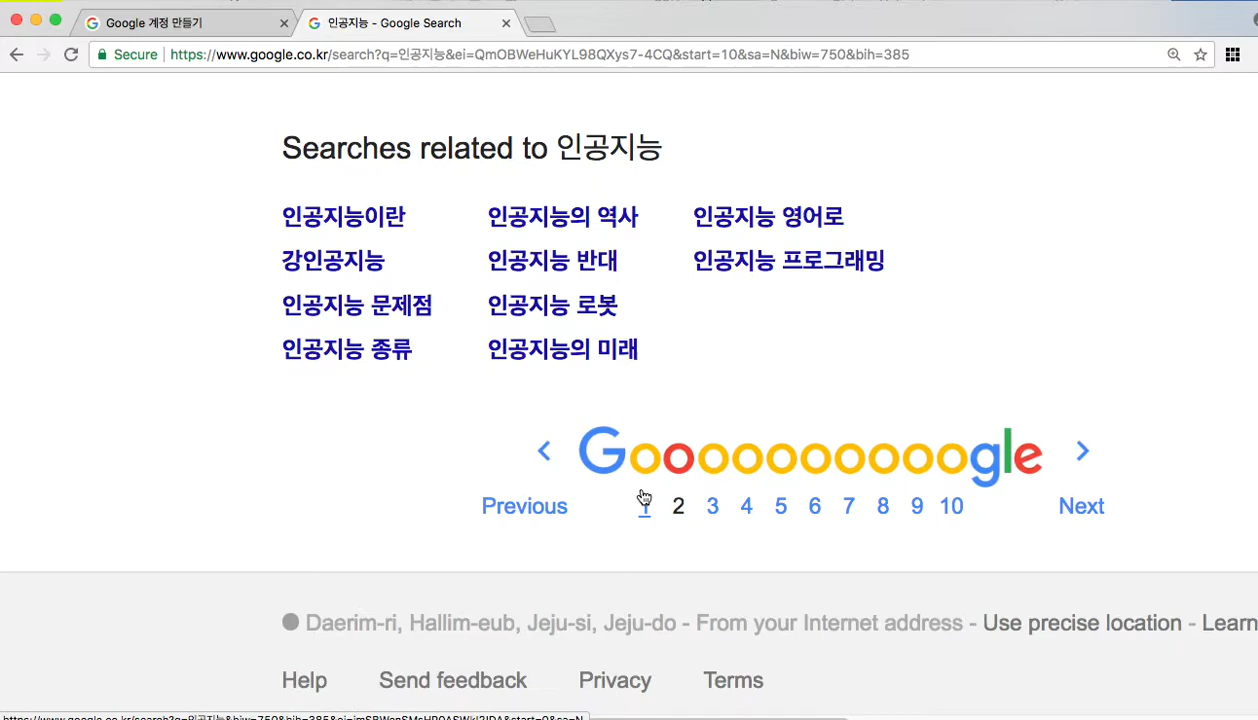 Google 계정 만들기
인공지능 - Google Search
Secure https://www.google.co.kr/search?q=인공지능&ei=QmOBWeHuKYL98QXys7-4CQ&start=10&sa=N&biw=750&bih=385
Searches related to 인공지능
인공지능이란 인공지능의 역사 인공지능 영어로
강인공지능 인공지능 반대 인공지능 프로그래밍
인공지능 문제점 인공지능 로봇
인공지능 종류 인공지능의 미래
Goooooooooogle
Previous 1 2 3 4 5 6 7 8 9 10 Next
Daerim-ri, Hallim-eub, Jeju-si, Jeju-do - From your Internet address - Use precise location - Learn
Help Send feedback Privacy Terms